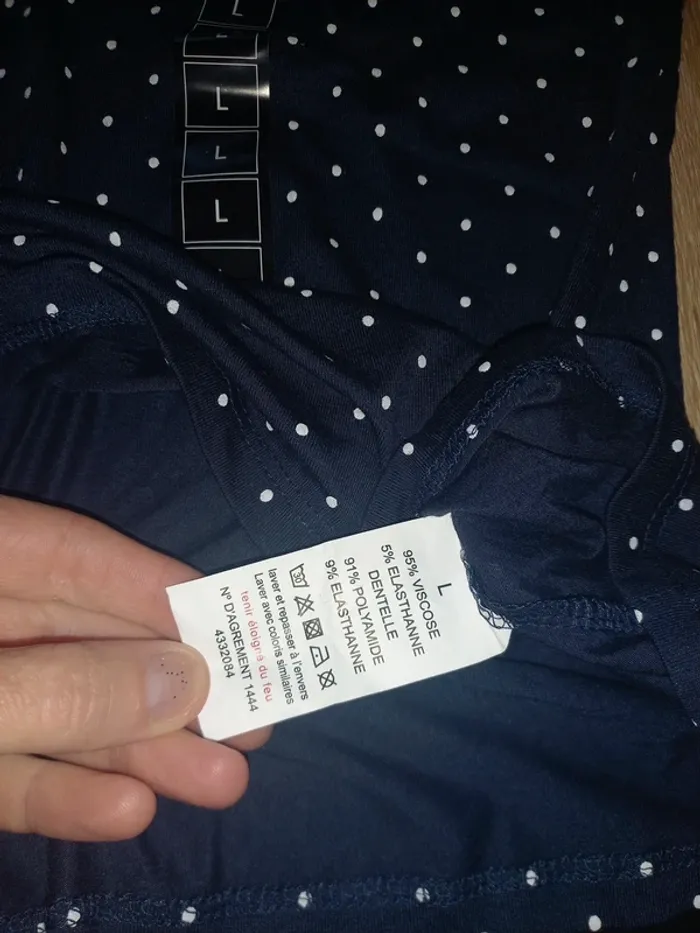 L
L
L
L
L
L
95% VISCOSE
5% ELASTHANNE
DENTELLE
91% POLYAMIDE
9% ELASTHANNE
30
laver et repasser à l'envers
Laver avec coloris similaires
tenir éloigné du feu
N° D'AGREMENT 1444
4332084